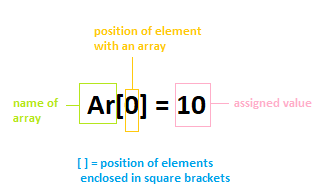 position of element
with an array
name of
array
Ar[0] = 10
assigned value
[ ] = position of elements
enclosed in square brackets